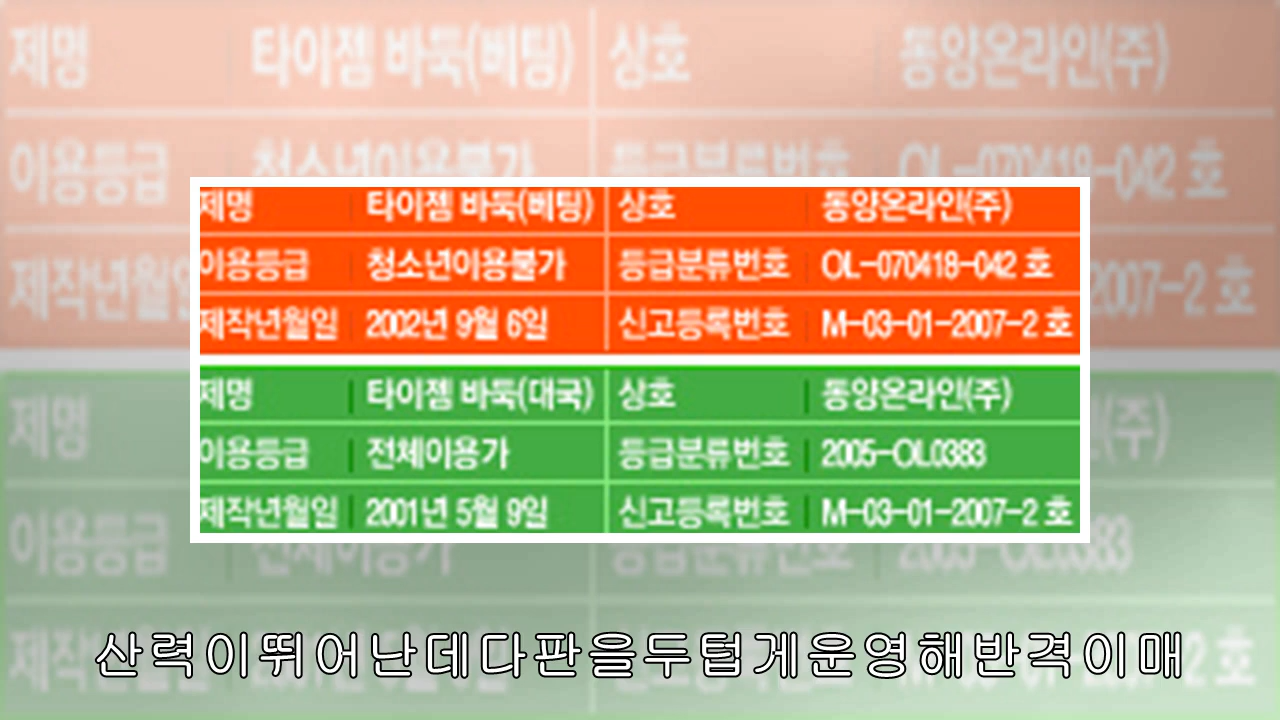 제명 타이젬 바둑(베팅) 상호 동양온라인(주)
이용등급 청소년이용불가 등급분류번호 OL-070418-042 호
제작년월일 2002년 9월 6일 신고등록번호 M-03-01-2007-2 호
제명 타이젬 바둑(대국) 상호 동양온라인(주)
이용등급 전체이용가 등급분류번호 2005-OL0383
제작년월일 2001년 5월 9일 신고등록번호 M-03-01-2007-2 호
산력이뛰어난데다판을두텁게운영해반격이매